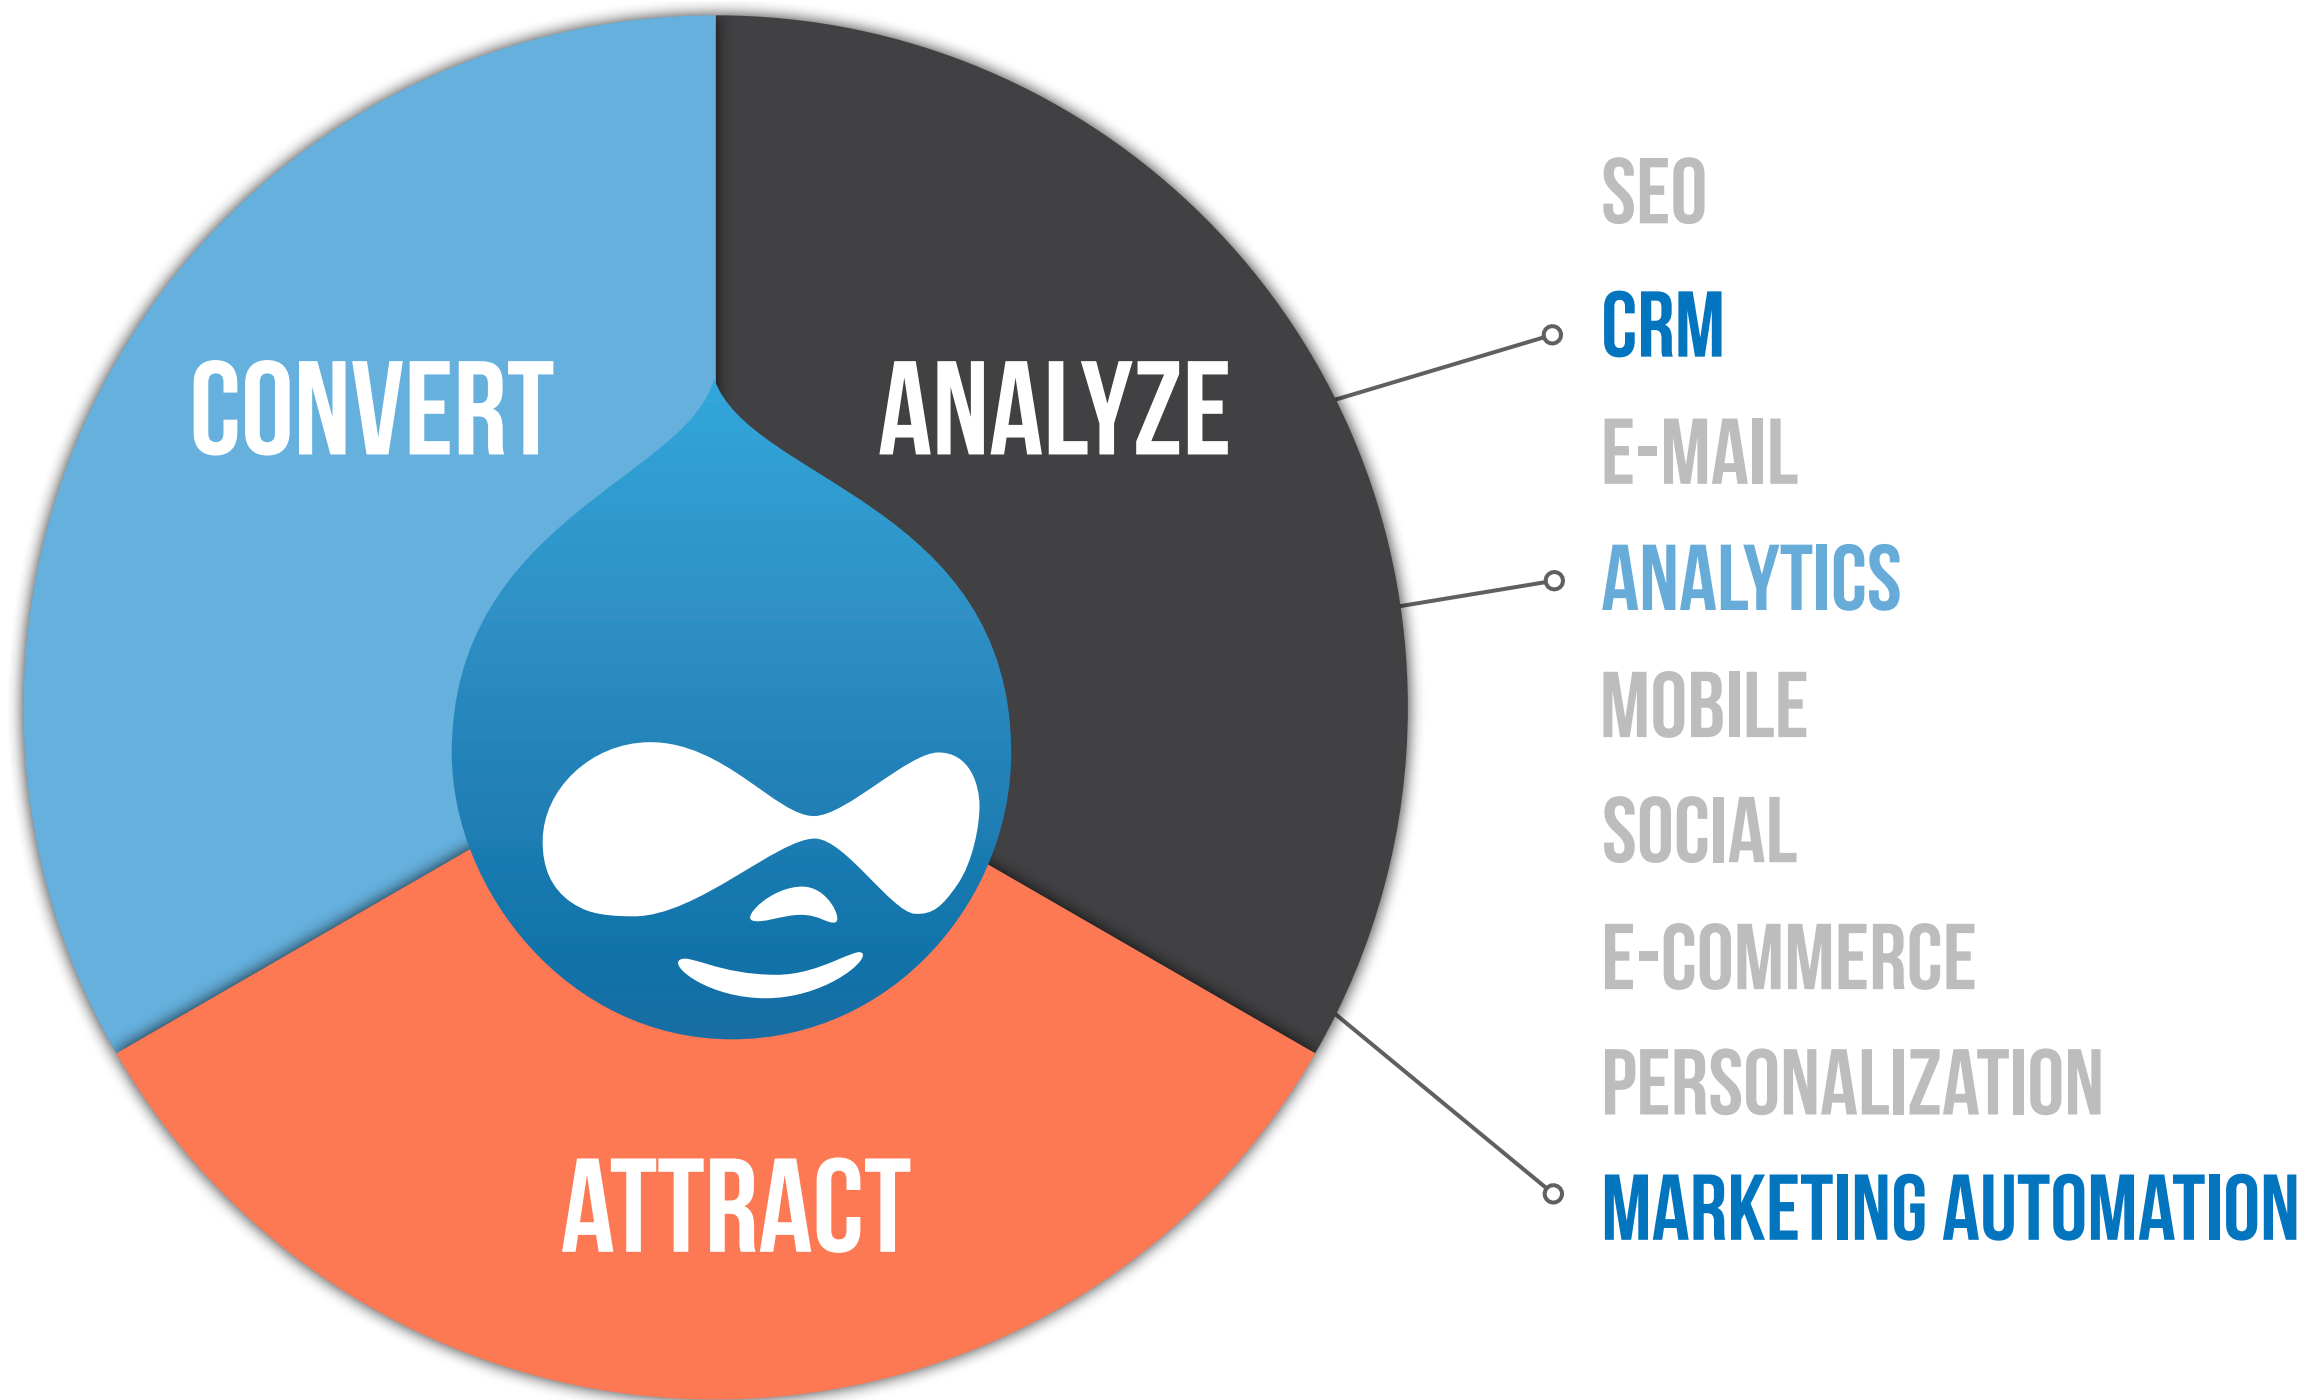 CONVERT
ANALYZE
ATTRACT
SEO
CRM
E-MAIL
ANALYTICS
MOBILE
SOCIAL
E-COMMERCE
PERSONALIZATION
MARKETING AUTOMATION